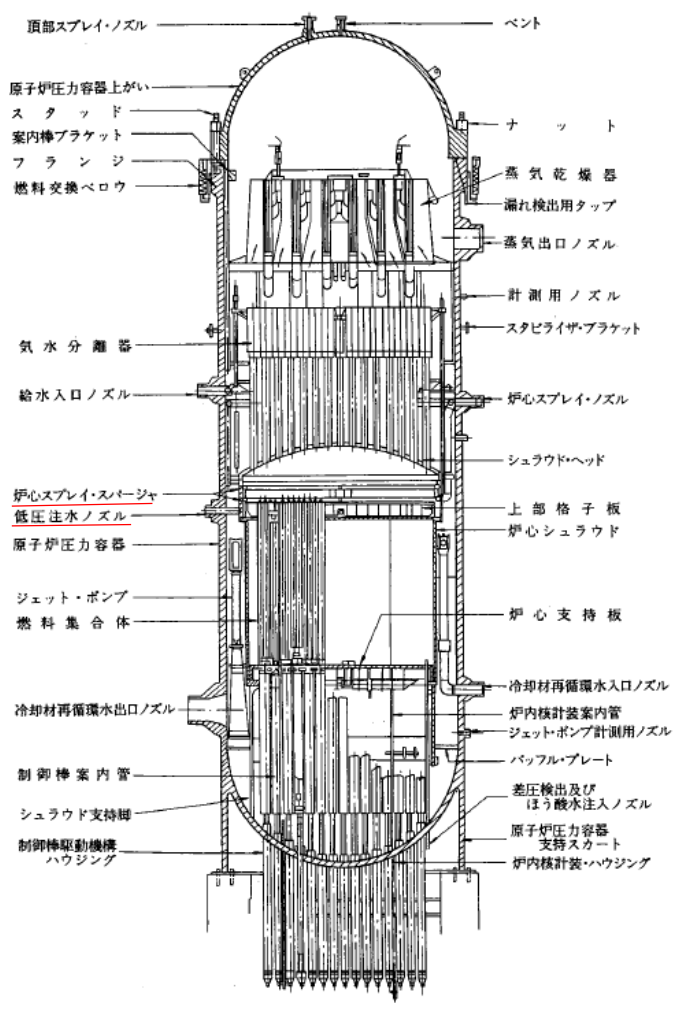 頂部スプレイ・ノズル
原子炉圧力容器上がい
スタッド
案内棒ブラケット
フランジ
燃料交換ベロウ
気水分離器
給水入口ノズル
炉心スプレイ・スパージャ
低圧注水ノズル
原子炉圧力容器
ジェット・ポンプ
燃料集合体
冷却材再循環水出口ノズル
制御棒案内管
シュラウド支持脚
制御棒駆動機構
ハウジング
ベント
ナット
蒸気乾燥器
漏れ検出用タップ
蒸気出口ノズル
計測用ノズル
スタビライザ・ブラケット
炉心スプレイ・ノズル
シュラウド・ヘッド
上部格子板
炉心シュラウド
炉心支持板
冷却材再循環水入口ノズル
炉内核計装案内管
ジェット・ポンプ計測用ノズル
バッフル・プレート
差圧検出及び
ほう酸水注入ノズル
原子炉圧力容器
支持スカート
炉内核計装・ハウジング